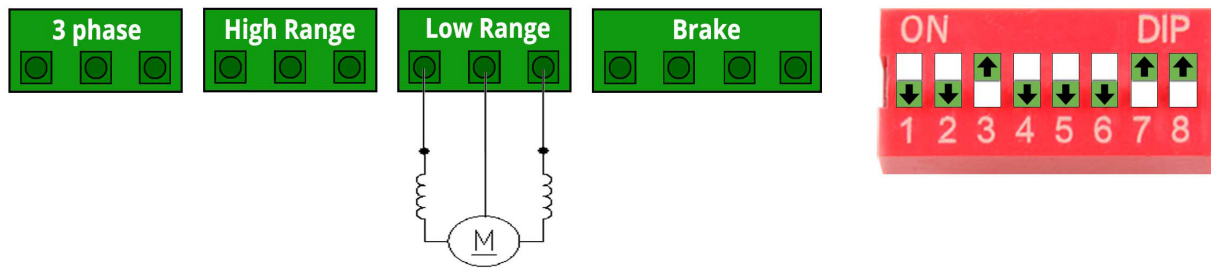 3 phase
High Range
Low Range
Brake
M
ON DIP
1 2 3 4 5 6 7 8